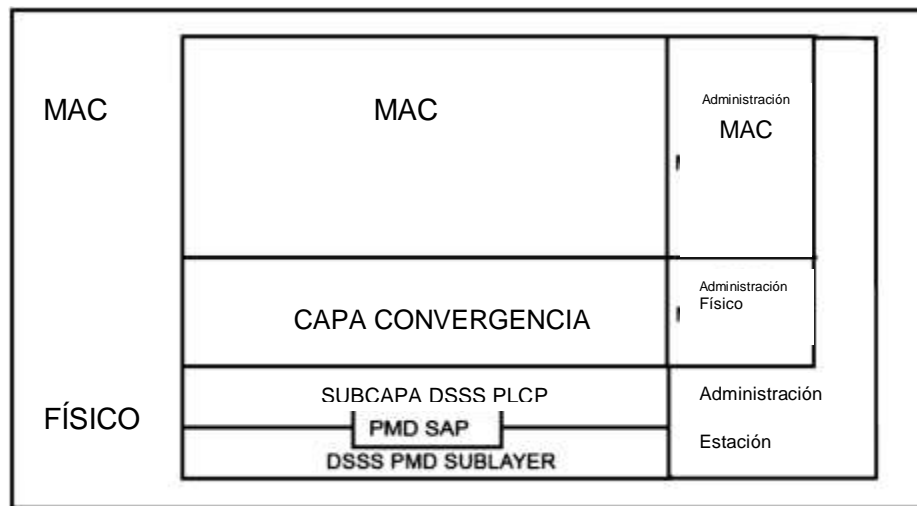 MAC
MAC
Administración
MAC
CAPA CONVERGENCIA
Administración
Físico
FÍSICO
SUBCAPA DSSS PLCP
PMD SAP
DSSS PMD SUBLAYER
Administración
Estación